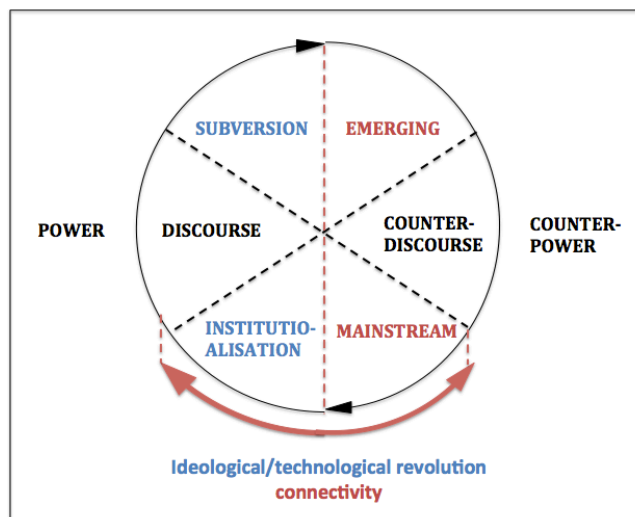 SUBVERSION
EMERGING
POWER
DISCOURSE
COUNTER-
DISCOURSE
COUNTER-
POWER
INSTITUTIO-
ALISATION
MAINSTREAM
Ideological/technological revolution
connectivity